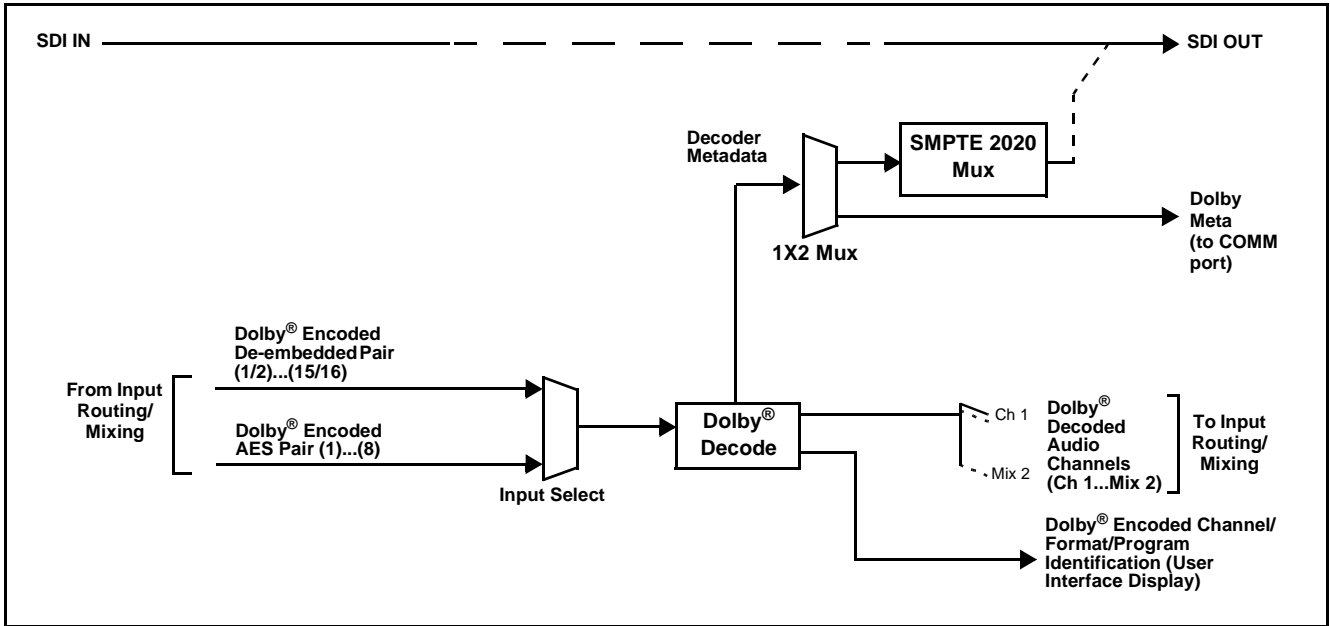 SDI IN
SDI OUT
Decoder
Metadata
SMPTE 2020
Mux
1X2 Mux
Dolby
Meta
(to COMM
port)
Dolby® Encoded
De-embedded Pair
(1/2)...(15/16)
From Input
Routing/
Mixing
Dolby® Encoded
AES Pair (1)...(8)
Input Select
Dolby®
Decode
Ch 1
Mix 2
Dolby®
Decoded
Audio
Channels
(Ch 1...Mix 2)
To Input
Routing/
Mixing
Dolby® Encoded Channel/
Format/Program
Identification (User
Interface Display)